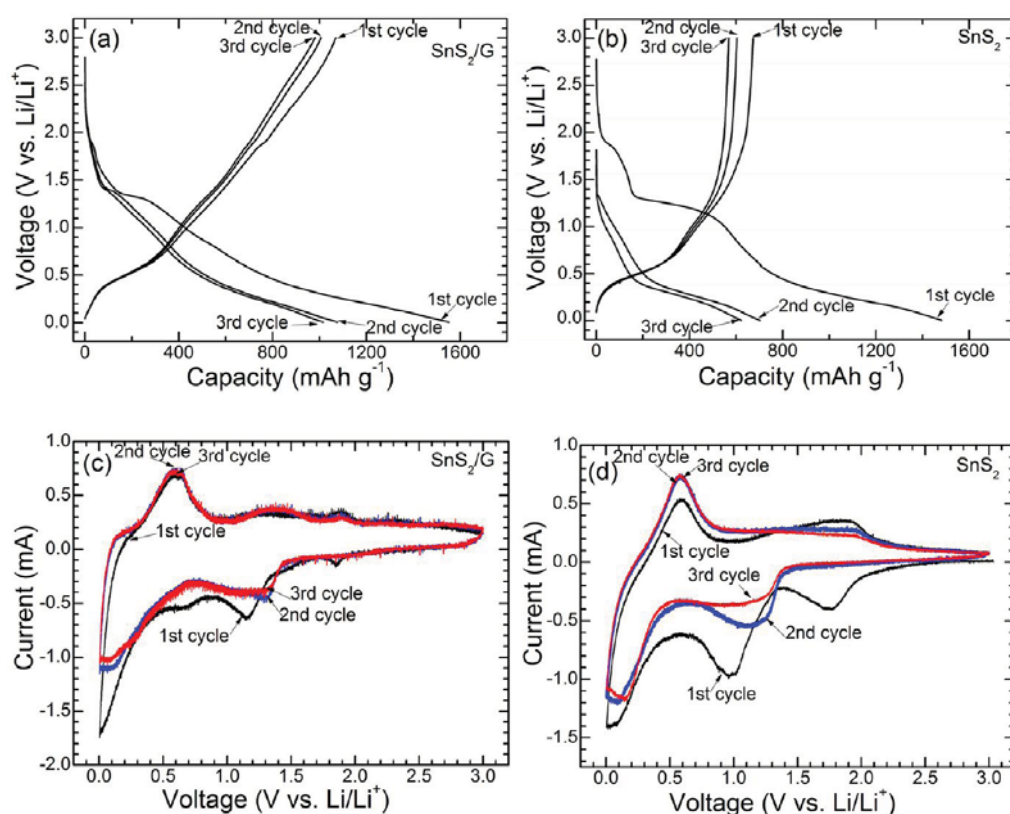 (a)
2nd cycle
1st cycle
3rd cycle
SnS₂/G
Voltage (V vs. Li/Li⁺)
3.0
2.5
2.0
1.5
1.0
0.5
0.0
1st cycle
3rd cycle
2nd cycle
0 400 800 1200 1600
Capacity (mAh g⁻¹)
(b)
2nd cycle
1st cycle
3rd cycle
SnS₂
Voltage (V vs. Li/Li⁺)
3.0
2.5
2.0
1.5
1.0
0.5
0.0
1st cycle
2nd cycle
3rd cycle
0 400 800 1200 1600
Capacity (mAh g⁻¹)
(c)
2nd cycle
3rd cycle
SnS₂/G
1st cycle
Current (mA)
1.0
0.5
0.0
-0.5
-1.0
-1.5
-2.0
3rd cycle
2nd cycle
1st cycle
0.0 0.5 1.0 1.5 2.0 2.5 3.0
Voltage (V vs. Li/Li⁺)
(d)
2nd cycle
3rd cycle
SnS₂
1st cycle
Current (mA)
1.0
0.5
0.0
-0.5
-1.0
-1.5
3rd cycle
2nd cycle
1st cycle
0.0 0.5 1.0 1.5 2.0 2.5 3.0
Voltage (V vs. Li/Li⁺)